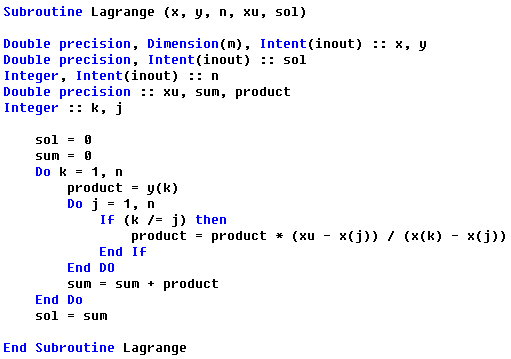 Subroutine Lagrange (x, y, n, xu, sol)

Double precision, Dimension(m), Intent(inout) :: x, y
Double precision, Intent(inout) :: sol
Integer, Intent(inout) :: n
Double precision :: xu, sum, product
Integer :: k, j

    sol = 0
    sum = 0
    Do k = 1, n
        product = y(k)
        Do j = 1, n
            If (k /= j) then
                product = product * (xu - x(j)) / (x(k) - x(j))
            End If
        End DO
        sum = sum + product
    End Do
    sol = sum

End Subroutine Lagrange